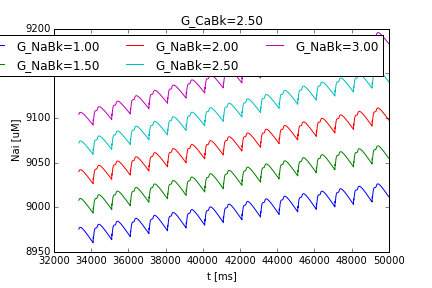 G_CaBk=2.50
9200
G_NaBk=1.00 G_NaBk=2.00 G_NaBk=3.00
G_NaBk=1.50 G_NaBk=2.50
9100
9050
9000
8950
Nai [uM]
32000 34000 36000 38000 40000 42000 44000 46000 48000 50000
t [ms]